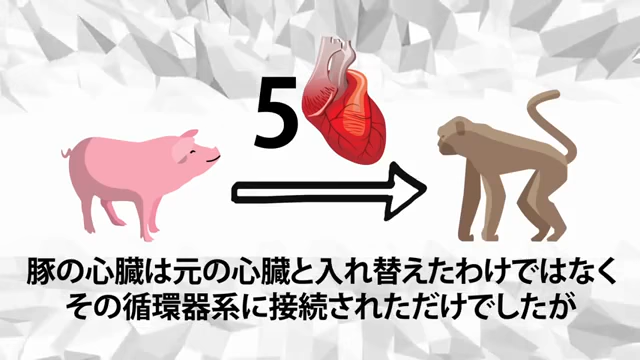 5
豚の心臓は元の心臓と入れ替えたわけではなく
その循環器系に接続されただけでしたが